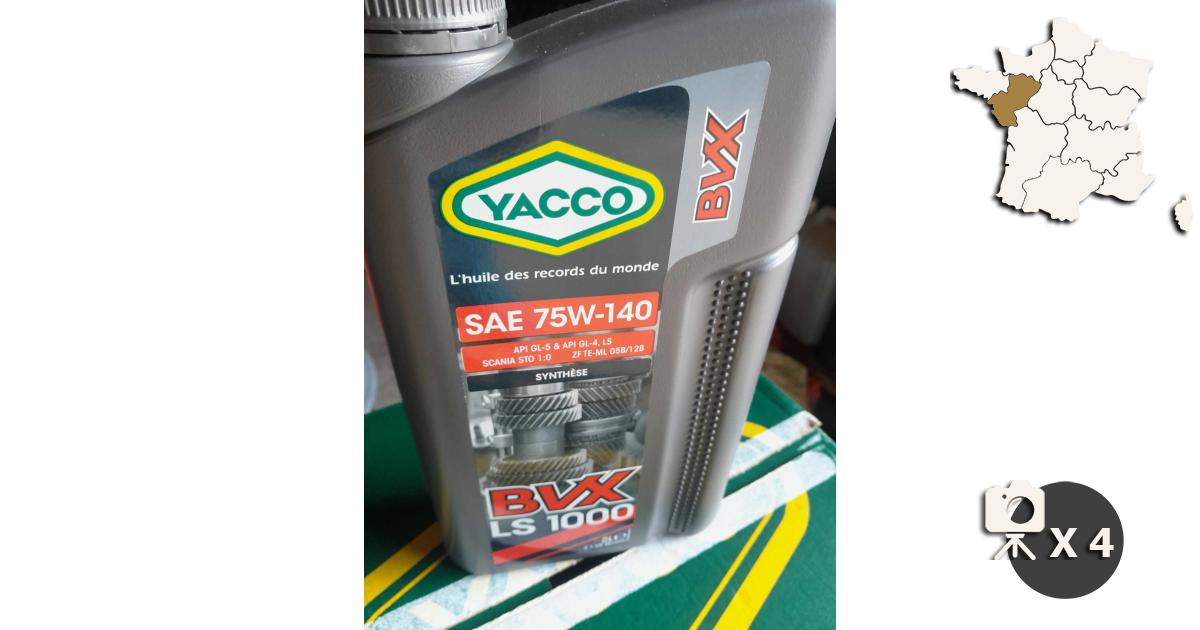 YACCO
BVX
L'huile des records du monde
SAE 75W-140
API GL-5 & API GL-4, LS
SCANIA STO 1:0 ZF TE-ML 05B/12B
SYNTHÈSE
BVX
LS 1000
X 4